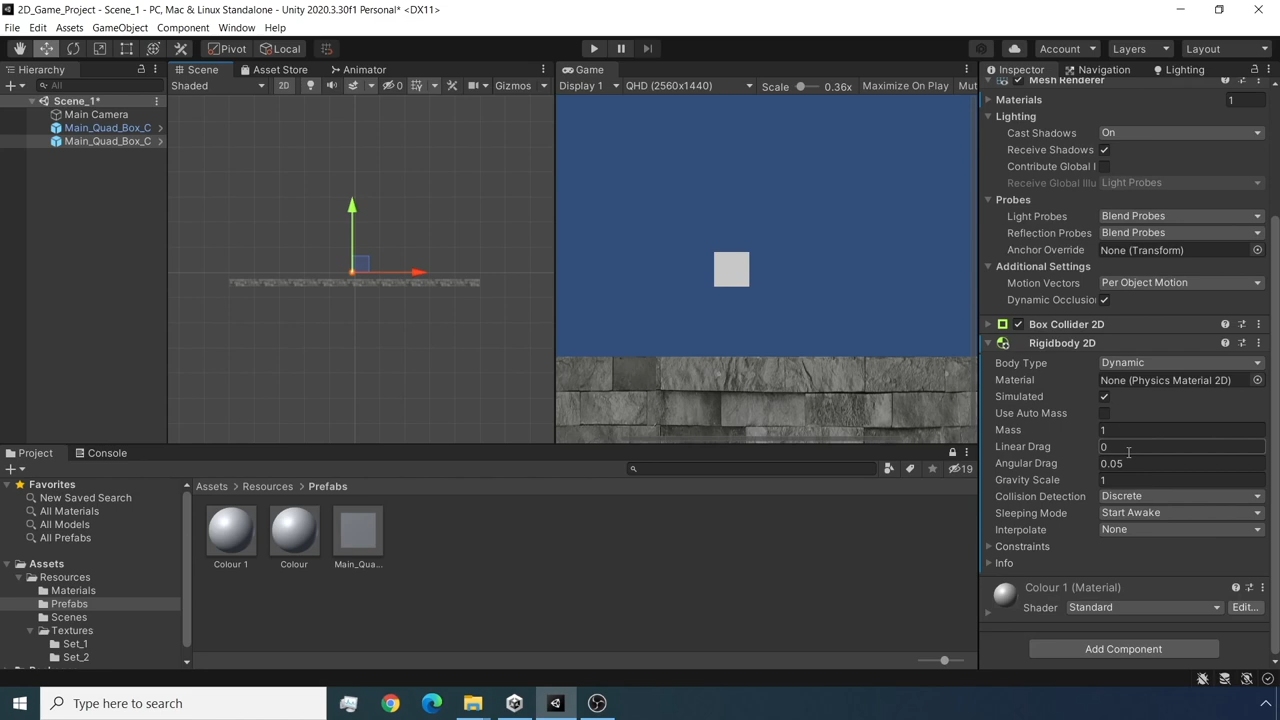 2D_Game_Project - Scene_1 - PC, Mac & Linux Standalone - Unity 2020.3.30f1 Personal* <DX11>
File Edit Assets GameObject Component Window Help
Pivot Local Account Layers Layout
Hierarchy
All
Scene_1*
Main Camera
Main_Quad_Box_C
Main_Quad_Box_C
Scene Asset Store Animator
Shaded 2D 0 Gizmos
Game
Display 1 QHD (2560x1440) Scale 0.36x Maximize On Play Mut
Inspector Navigation Lighting
Mesh Renderer
Materials 1
Lighting
Cast Shadows On
Receive Shadows
Contribute Global I
Receive Global Illu Light Probes
Probes
Light Probes Blend Probes
Reflection Probes Blend Probes
Anchor Override None (Transform)
Additional Settings
Motion Vectors Per Object Motion
Dynamic Occlusion
Box Collider 2D
Rigidbody 2D
Body Type Dynamic
Material None (Physics Material 2D)
Simulated
Use Auto Mass
Mass 1
Linear Drag 0
Angular Drag 0.05
Gravity Scale 1
Collision Detection Discrete
Sleeping Mode Start Awake
Interpolate None
Constraints
Info
Colour 1 (Material)
Shader Standard Edit...
Add Component
Project Console
19
Favorites
New Saved Search
All Materials
All Models
All Prefabs
Assets
Resources
Materials
Prefabs
Scenes
Textures
Set_1
Set_2
Assets Resources Prefabs
Colour 1 Colour Main_Qua...
Type here to search